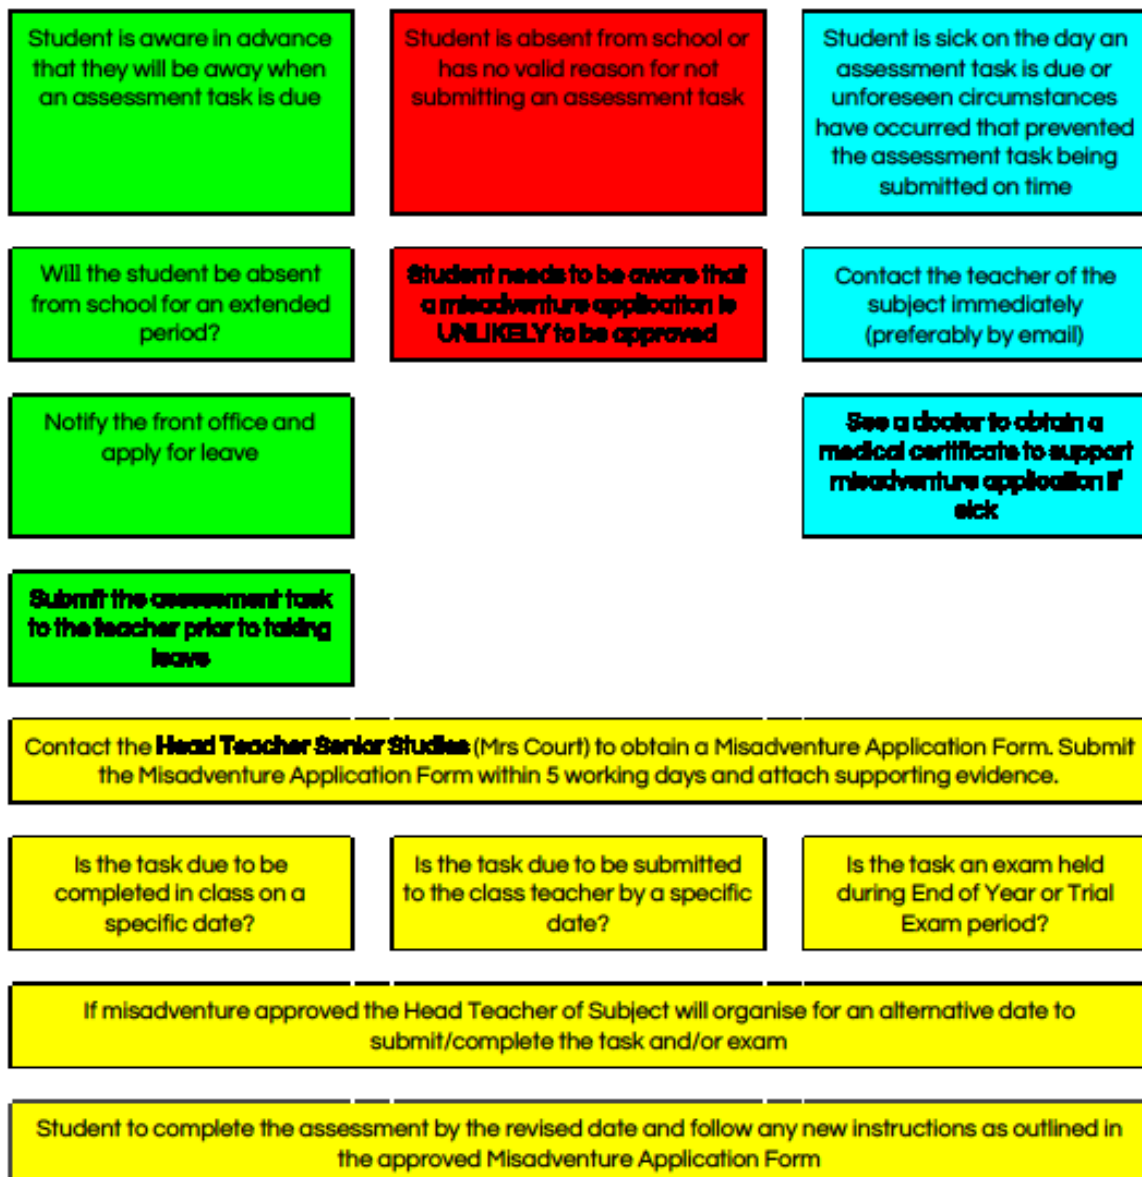 Student is aware in advance
that they will be away when
an assessment task is due
Student is absent from school or
has no valid reason for not
submitting an assessment task
Student is sick on the day an
assessment task is due or
unforeseen circumstances
have occurred that prevented
the assessment task being
submitted on time
Will the student be absent
from school for an extended
period?
Student needs to be aware that
a misadventure application is
UNLIKELY to be approved
Contact the teacher of the
subject immediately
(preferably by email)
Notify the front office and
apply for leave
See a doctor to obtain a
medical certificate to support
misadventure application if
sick
Submit the assessment task
to the teacher prior to taking
leave
Contact the Head Teacher Senior Studies (Mrs Court) to obtain a Misadventure Application Form. Submit
the Misadventure Application Form within 5 working days and attach supporting evidence.
Is the task due to be
completed in class on a
specific date?
Is the task due to be submitted
to the class teacher by a specific
date?
Is the task an exam held
during End of Year or Trial
Exam period?
If misadventure approved the Head Teacher of Subject will organise for an alternative date to
submit/complete the task and/or exam
Student to complete the assessment by the revised date and follow any new instructions as outlined in
the approved Misadventure Application Form